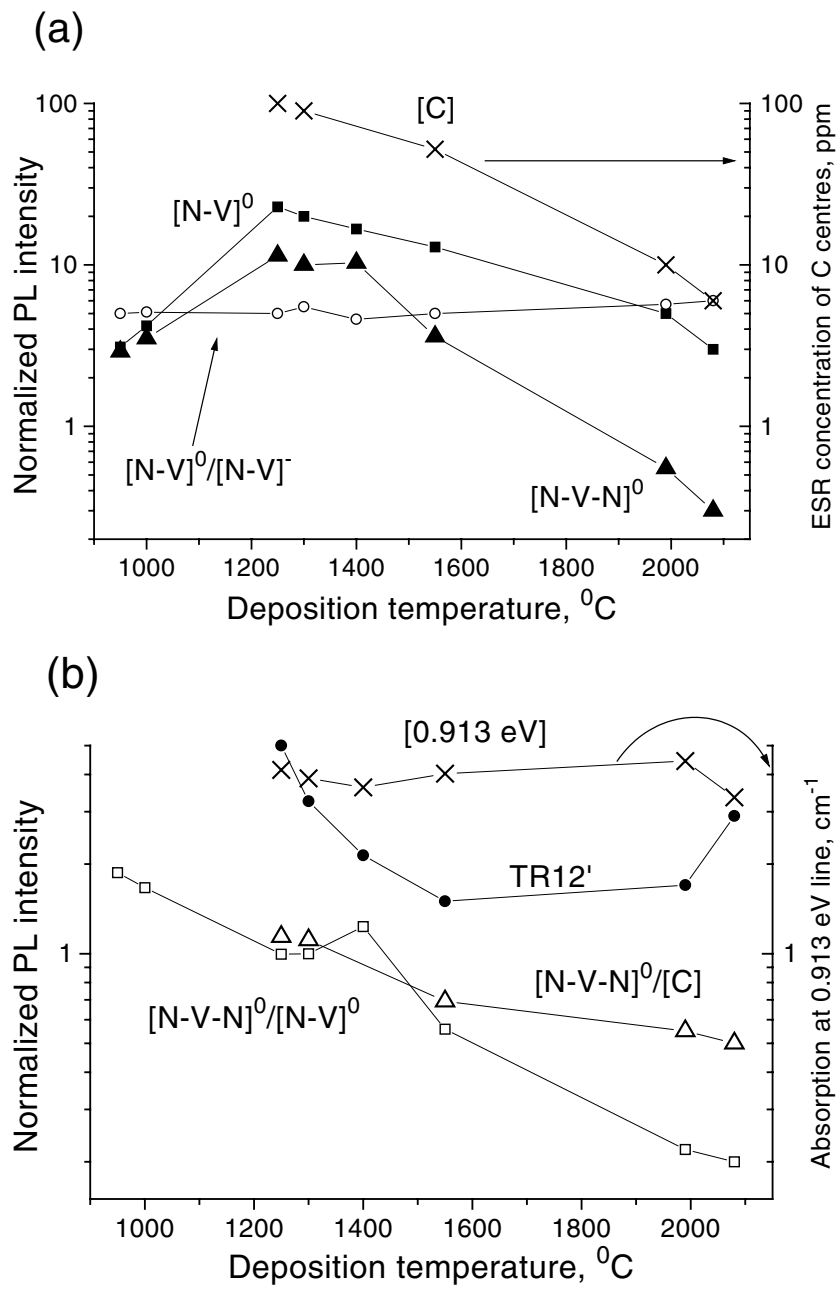 (a)
100
10
1
Normalized PL intensity
[C]
[N-V]⁰
[N-V]⁰/[N-V]⁻
[N-V-N]⁰
100
10
1
ESR concentration of C centres, ppm
1000 1200 1400 1600 1800 2000
Deposition temperature, ⁰C
(b)
1
Normalized PL intensity
[0.913 eV]
TR12'
[N-V-N]⁰/[C]
[N-V-N]⁰/[N-V]⁰
1
Absorption at 0.913 eV line, cm⁻¹
1000 1200 1400 1600 1800 2000
Deposition temperature, ⁰C